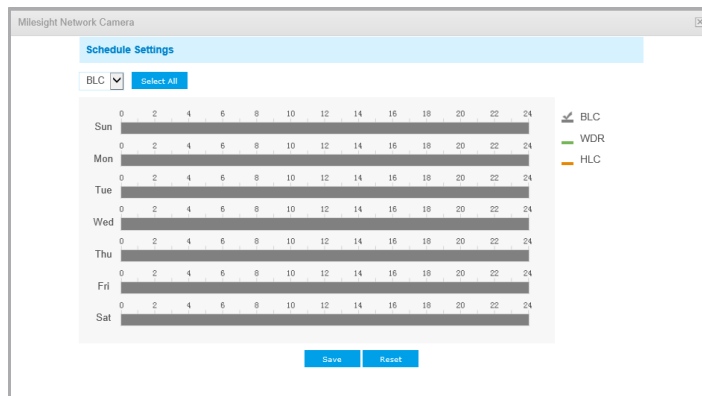 Milesight Network Camera
Schedule Settings
BLC Select All
0 2 4 6 8 10 12 14 16 18 20 22 24
Sun
0 2 4 6 8 10 12 14 16 18 20 22 24
Mon
0 2 4 6 8 10 12 14 16 18 20 22 24
Tue
0 2 4 6 8 10 12 14 16 18 20 22 24
Wed
0 2 4 6 8 10 12 14 16 18 20 22 24
Thu
0 2 4 6 8 10 12 14 16 18 20 22 24
Fri
0 2 4 6 8 10 12 14 16 18 20 22 24
Sat
BLC
WDR
HLC
Save Reset